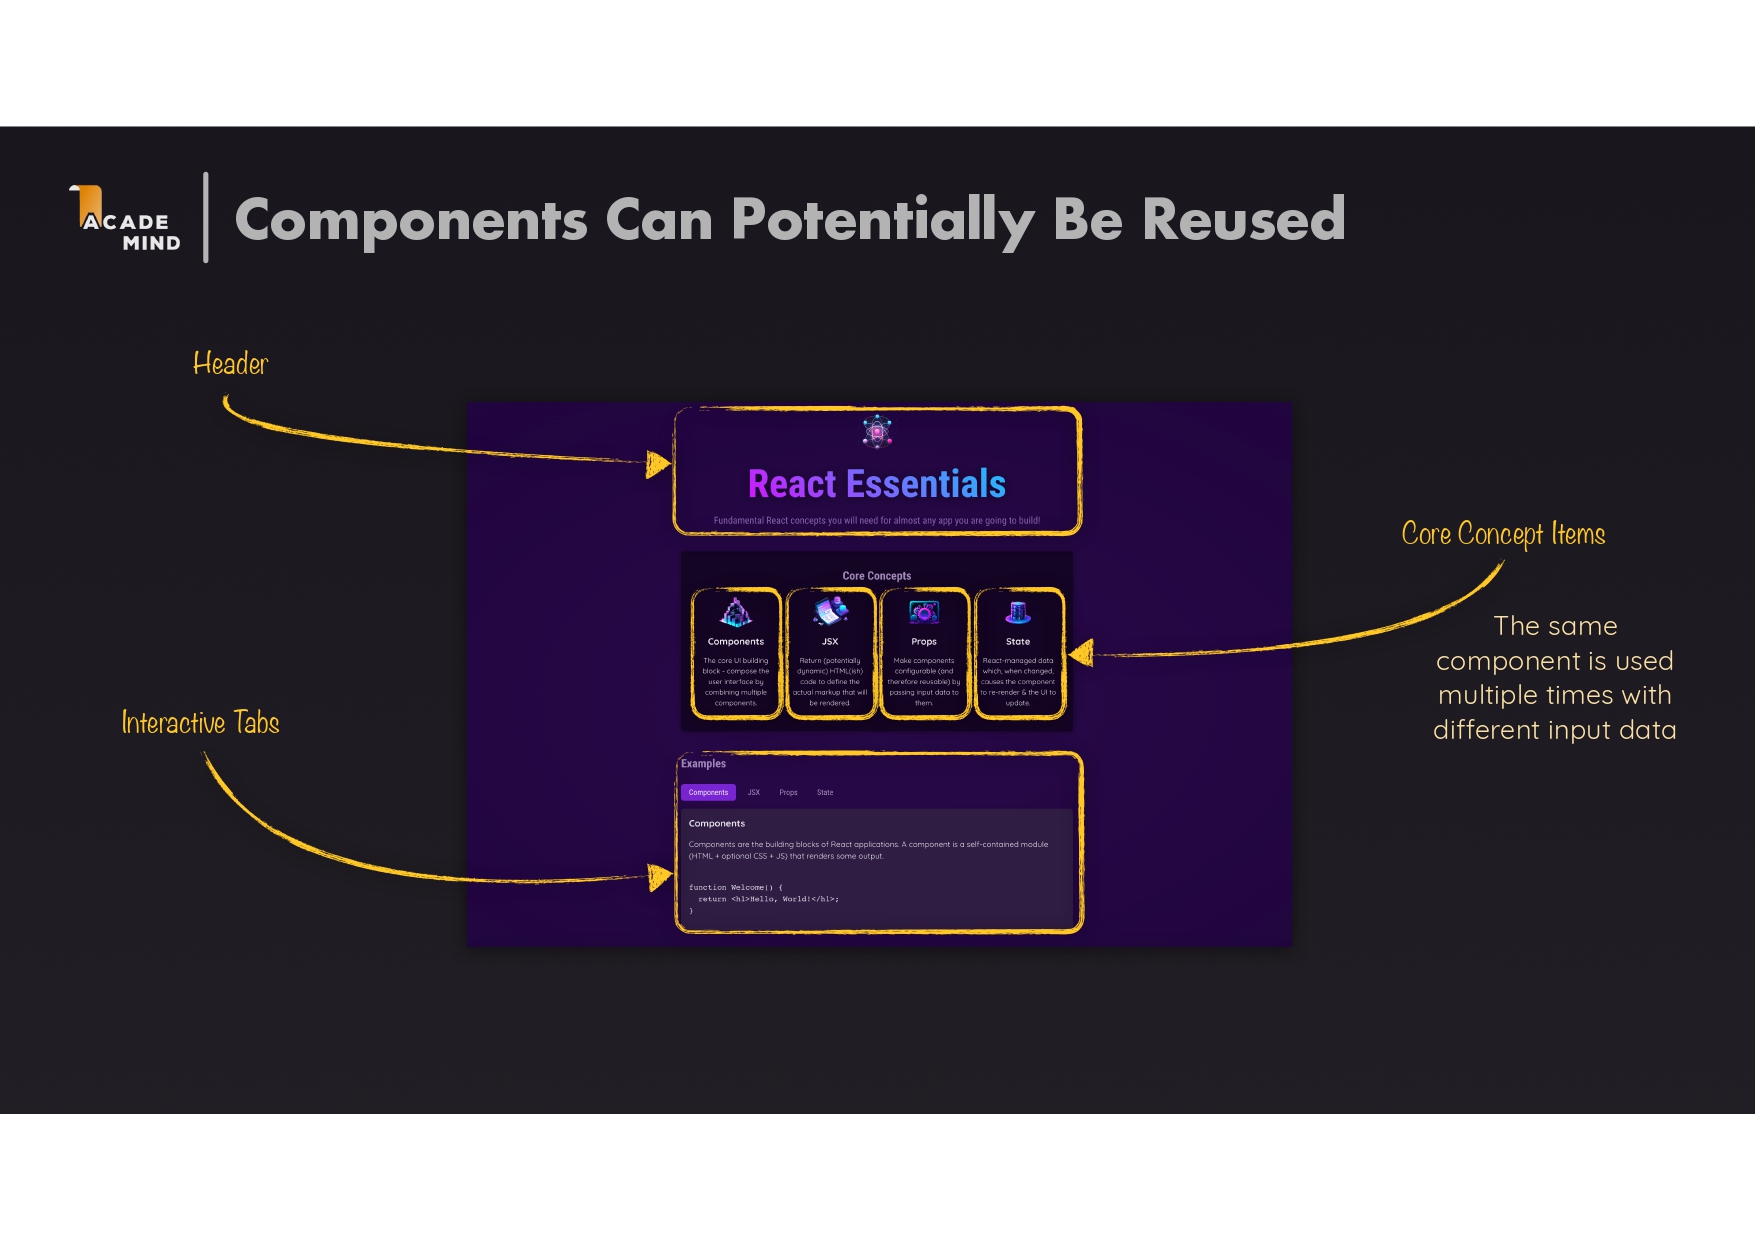 ACADE
MIND
Components Can Potentially Be Reused
Header
React Essentials
Fundamental React concepts you will need for almost any app you are going to build!
Core Concept Items
The same
component is used
multiple times with
different input data
Core Concepts
Components
The core UI building
block - compose the
user interface by
combining multiple
components.
JSX
Return (potentially
dynamic) HTML(ish)
code to define the
actual markup that will
be rendered.
Props
Make components
configurable (and
therefore reusable) by
passing input data to
them.
State
React-managed data
which, when changed,
causes the component
to re-render & the UI to
update.
Interactive Tabs
Examples
Components JSX Props State
Components
Components are the building blocks of React applications. A component is a self-contained module
(HTML + optional CSS + JS) that renders some output.
function Welcome() {
  return <h1>Hello, World!</h1>;
}